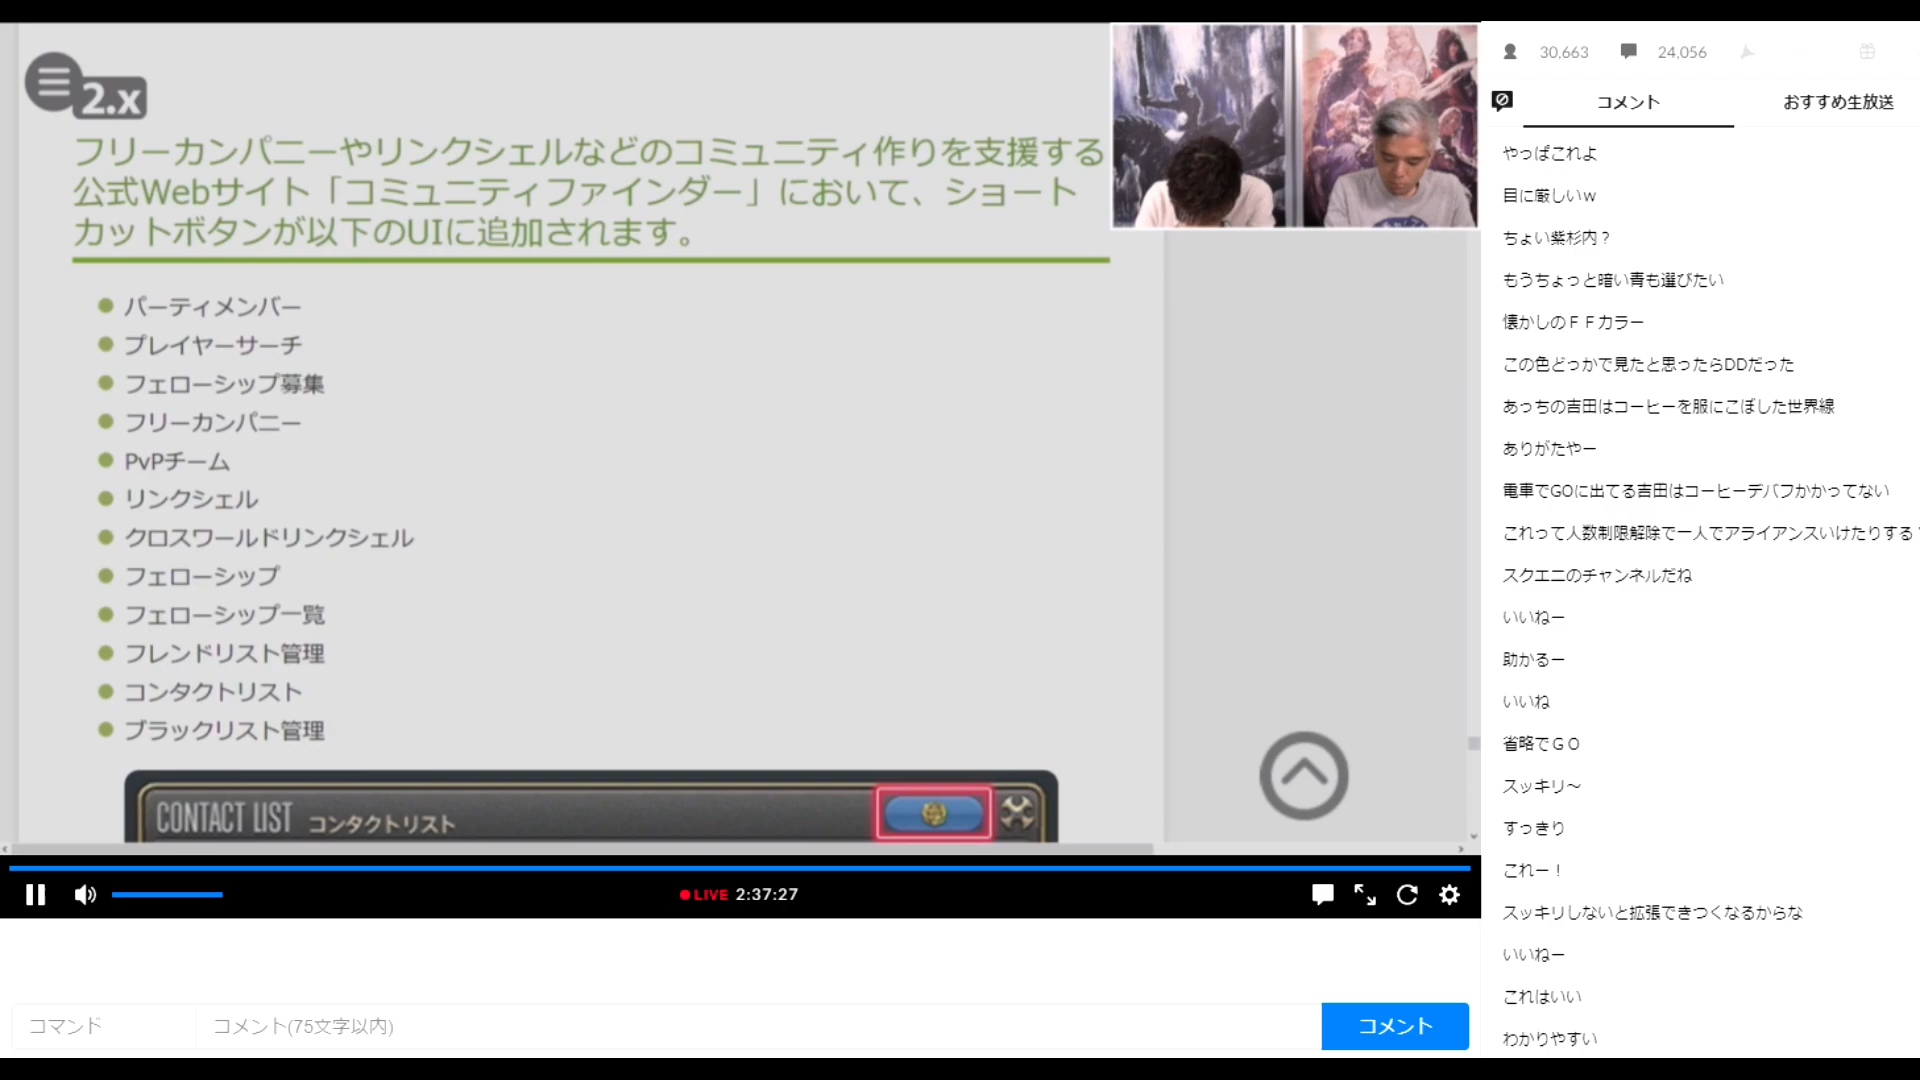 2.x
フリーカンパニーやリンクシェルなどのコミュニティ作りを支援する
公式Webサイト「コミュニティファインダー」において、ショート
カットボタンが以下のUIに追加されます。
パーティメンバー
プレイヤーサーチ
フェローシップ募集
フリーカンパニー
PvPチーム
リンクシェル
クロスワールドリンクシェル
フェローシップ
フェローシップ一覧
フレンドリスト管理
コンタクトリスト
ブラックリスト管理
CONTACT LIST コンタクトリスト
LIVE 2:37:27
コマンド
コメント(75文字以内)
コメント
30,663 24,056
コメント
おすすめ生放送
やっぱこれよ
目に厳しいｗ
ちょい紫杉内？
もうちょっと暗い青も選びたい
懐かしのＦＦカラー
この色どっかで見たと思ったらDDだった
あっちの吉田はコーヒーを服にこぼした世界線
ありがたやー
電車でGOに出てる吉田はコーヒーデバフかかってない
これって人数制限解除で一人でアライアンスいけたりする
スクエニのチャンネルだね
いいねー
助かるー
いいね
省略でＧＯ
スッキリ～
すっきり
これー！
スッキリしないと拡張できつくなるからな
いいねー
これはいい
わかりやすい